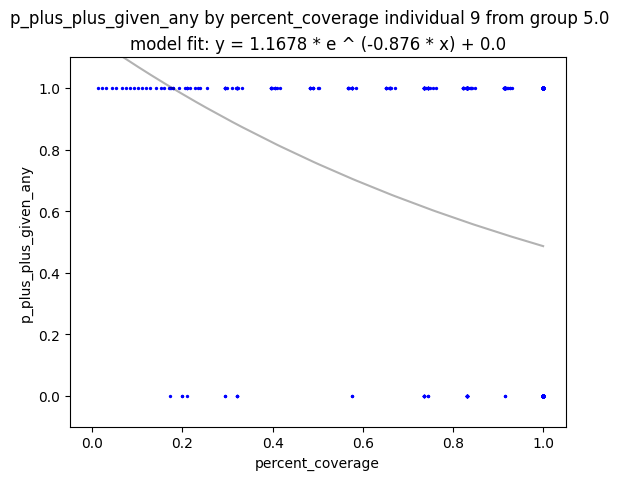 p_plus_plus_given_any by percent_coverage individual 9 from group 5.0
model fit: y = 1.1678 * e ^ (-0.876 * x) + 0.0
p_plus_plus_given_any
1.0
0.8
0.6
0.4
0.2
0.0
0.0 0.2 0.4 0.6 0.8 1.0
percent_coverage